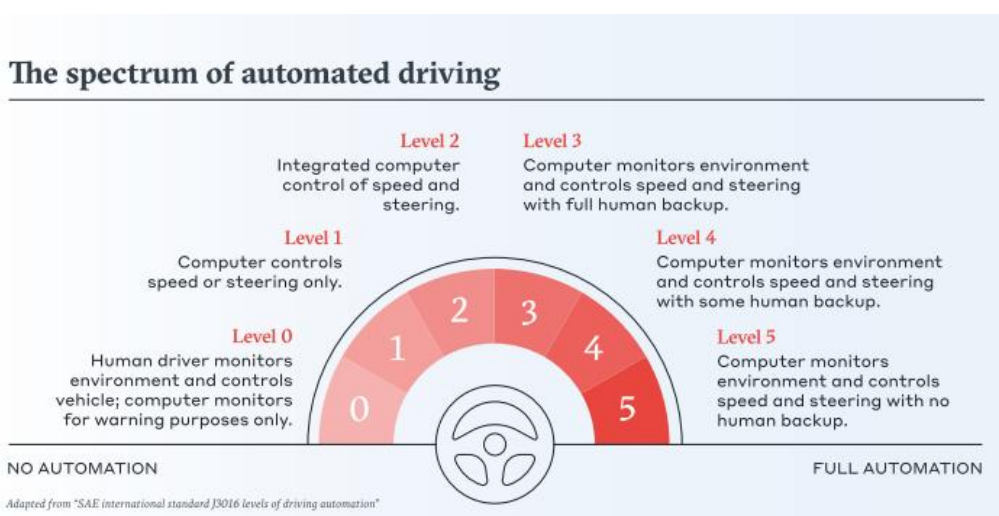 The spectrum of automated driving
Level 2
Integrated computer
control of speed and
steering.
Level 3
Computer monitors environment
and controls speed and steering
with full human backup.
Level 1
Computer controls
speed or steering only.
Level 4
Computer monitors environment
and controls speed and steering
with some human backup.
Level 0
Human driver monitors
environment and controls
vehicle; computer monitors
for warning purposes only.
Level 5
Computer monitors
environment and controls
speed and steering with no
human backup.
0
1
2
3
4
5
NO AUTOMATION
FULL AUTOMATION
Adapted from "SAE international standard J3016 levels of driving automation"